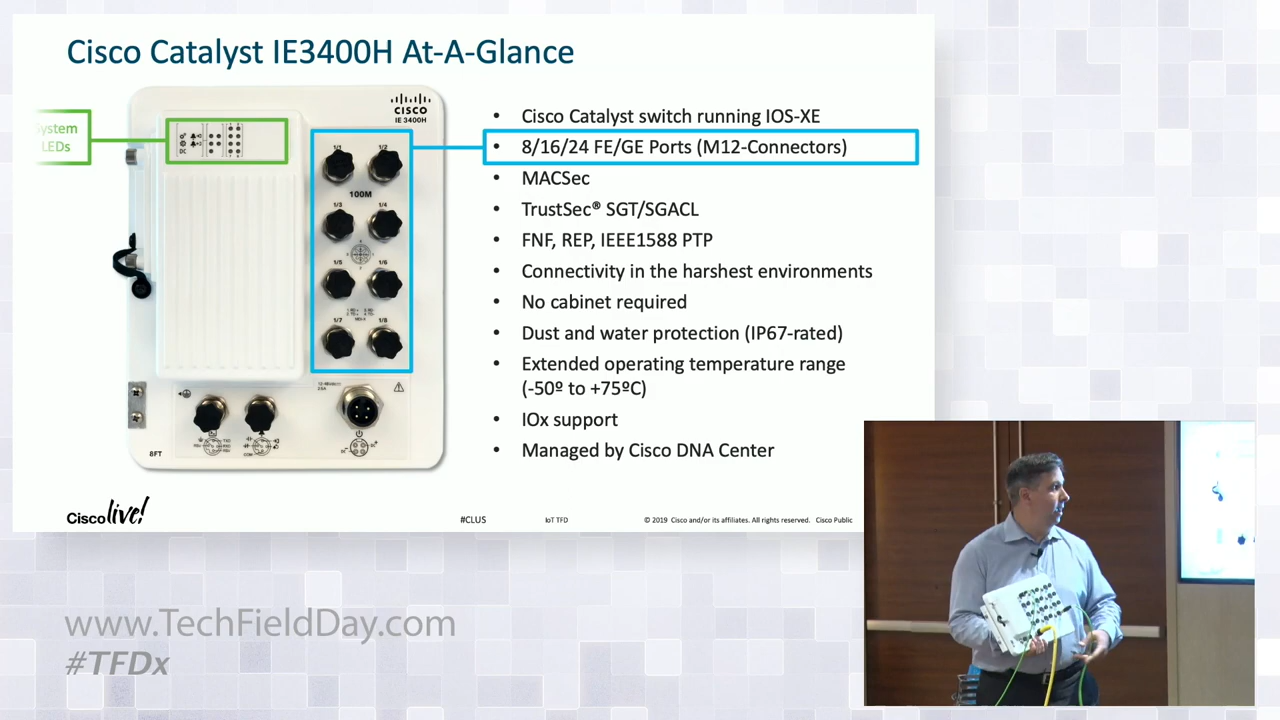 Cisco Catalyst IE3400H At-A-Glance
ystem
LEDs
CISCO
IE 3400H
1/1 1/2
100M
1/3 1/4
1/5 1/6
1/7 1/8
DC
8FT
• Cisco Catalyst switch running IOS-XE
• 8/16/24 FE/GE Ports (M12-Connectors)
• MACSec
• TrustSec® SGT/SGACL
• FNF, REP, IEEE1588 PTP
• Connectivity in the harshest environments
• No cabinet required
• Dust and water protection (IP67-rated)
• Extended operating temperature range
(-50º to +75ºC)
• IOx support
• Managed by Cisco DNA Center
Cisco live!
#CLUS
IoT TFD
© 2019 Cisco and/or its affiliates. All rights reserved. Cisco Public
www.TechFieldDay.com
#TFDx